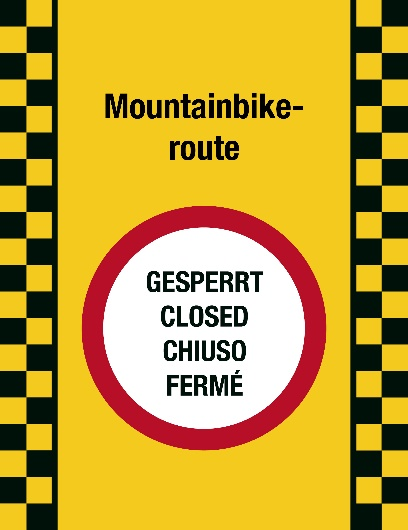 Mountainbike-
route
GESPERRT
CLOSED
CHIUSO
FERMÉ